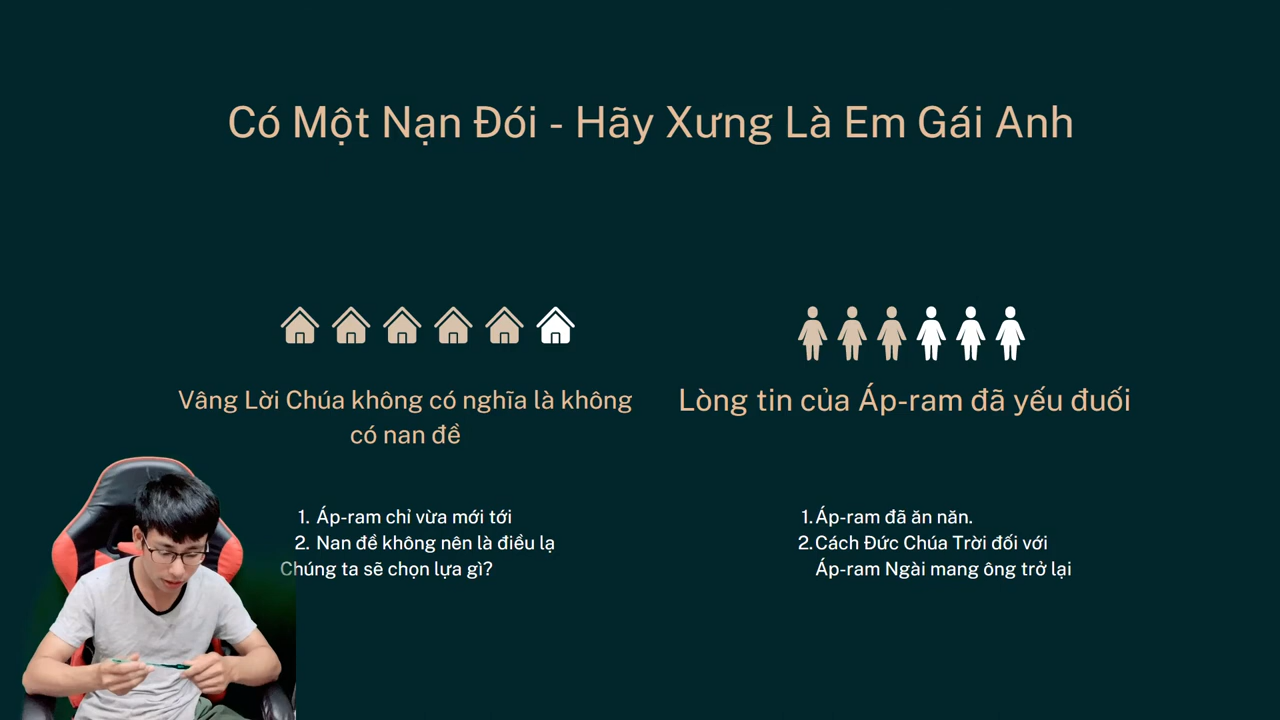 Có Một Nạn Đói - Hãy Xưng Là Em Gái Anh
Vâng Lời Chúa không có nghĩa là không
có nan đề
1. Áp-ram chỉ vừa mới tới
2. Nan đề không nên là điều lạ
Chúng ta sẽ chọn lựa gì?
Lòng tin của Áp-ram đã yếu đuối
1. Áp-ram đã ăn năn.
2. Cách Đức Chúa Trời đối với
Áp-ram Ngài mang ông trở lại